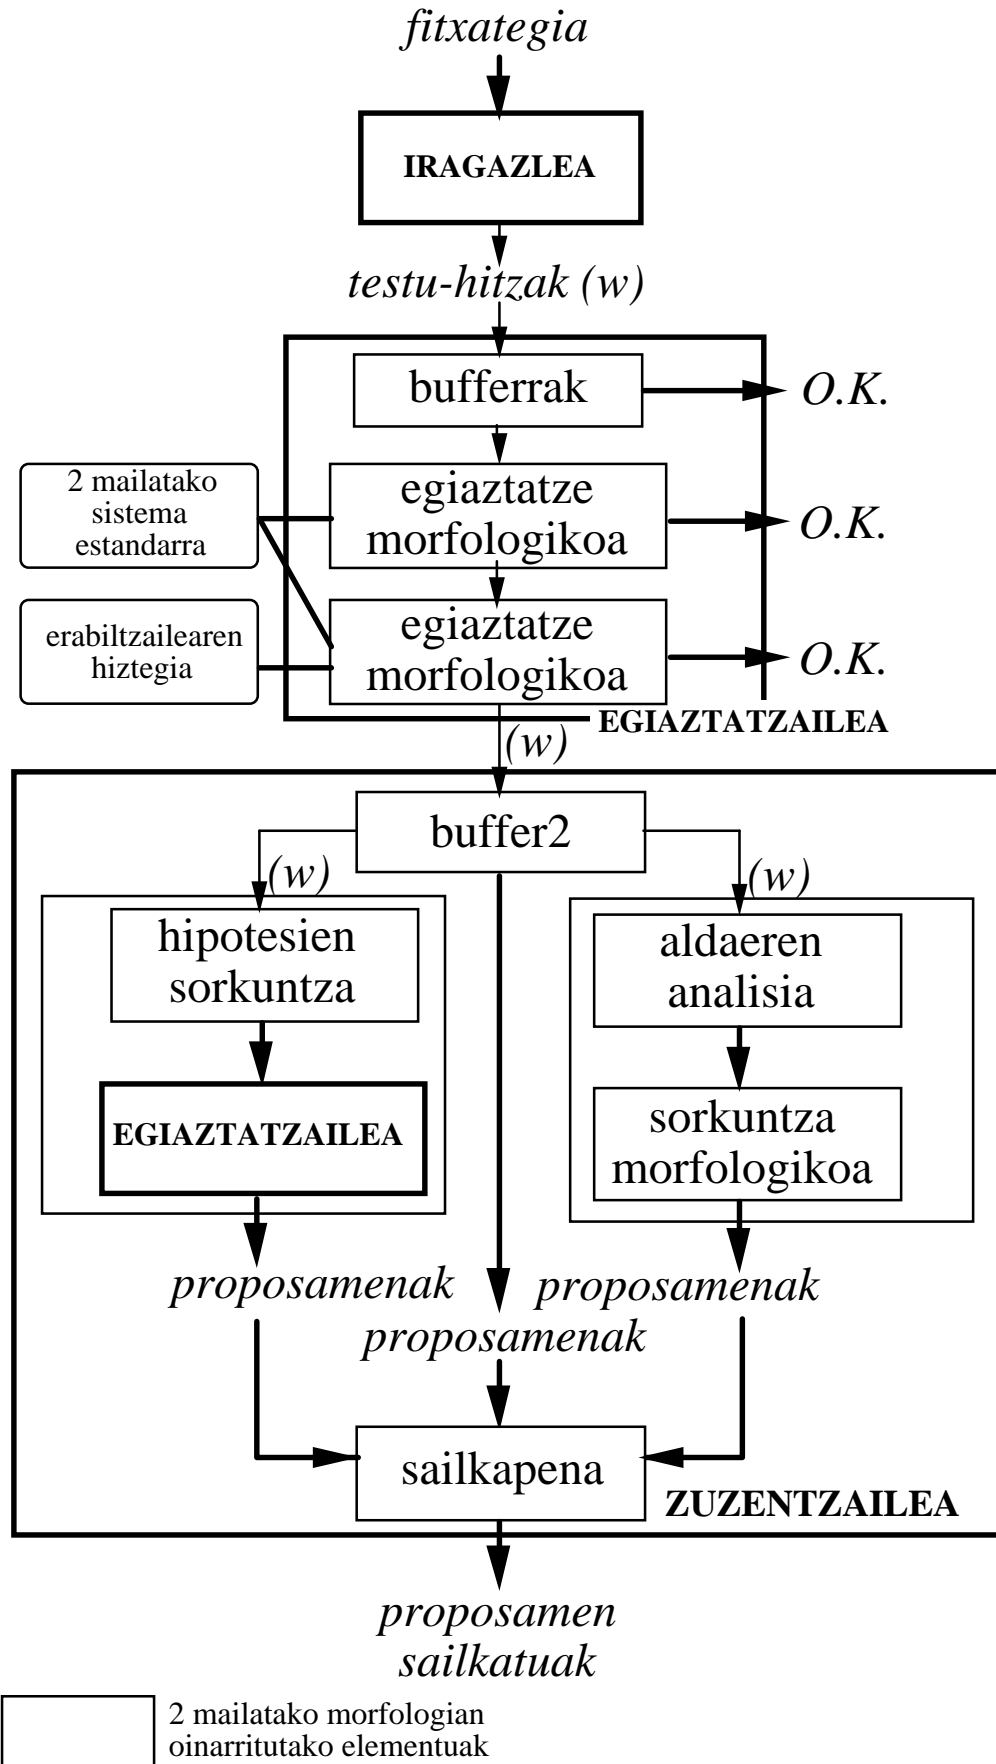 fitxategia
IRAGAZLEA
testu-hitzak (w)
bufferrak
O.K.
2 mailatako
sistema
estandarra
egiaztatze
morfologikoa
O.K.
erabiltzailearen
hiztegia
egiaztatze
morfologikoa
O.K.
EGIAZTATZAILEA
(w)
buffer2
(w)
(w)
hipotesien
sorkuntza
aldaeren
analisia
EGIAZTATZAILEA
sorkuntza
morfologikoa
proposamenak
proposamenak
proposamenak
sailkapena
ZUZENTZAILEA
proposamen
sailkatuak
2 mailatako morfologian
oinarritutako elementuak